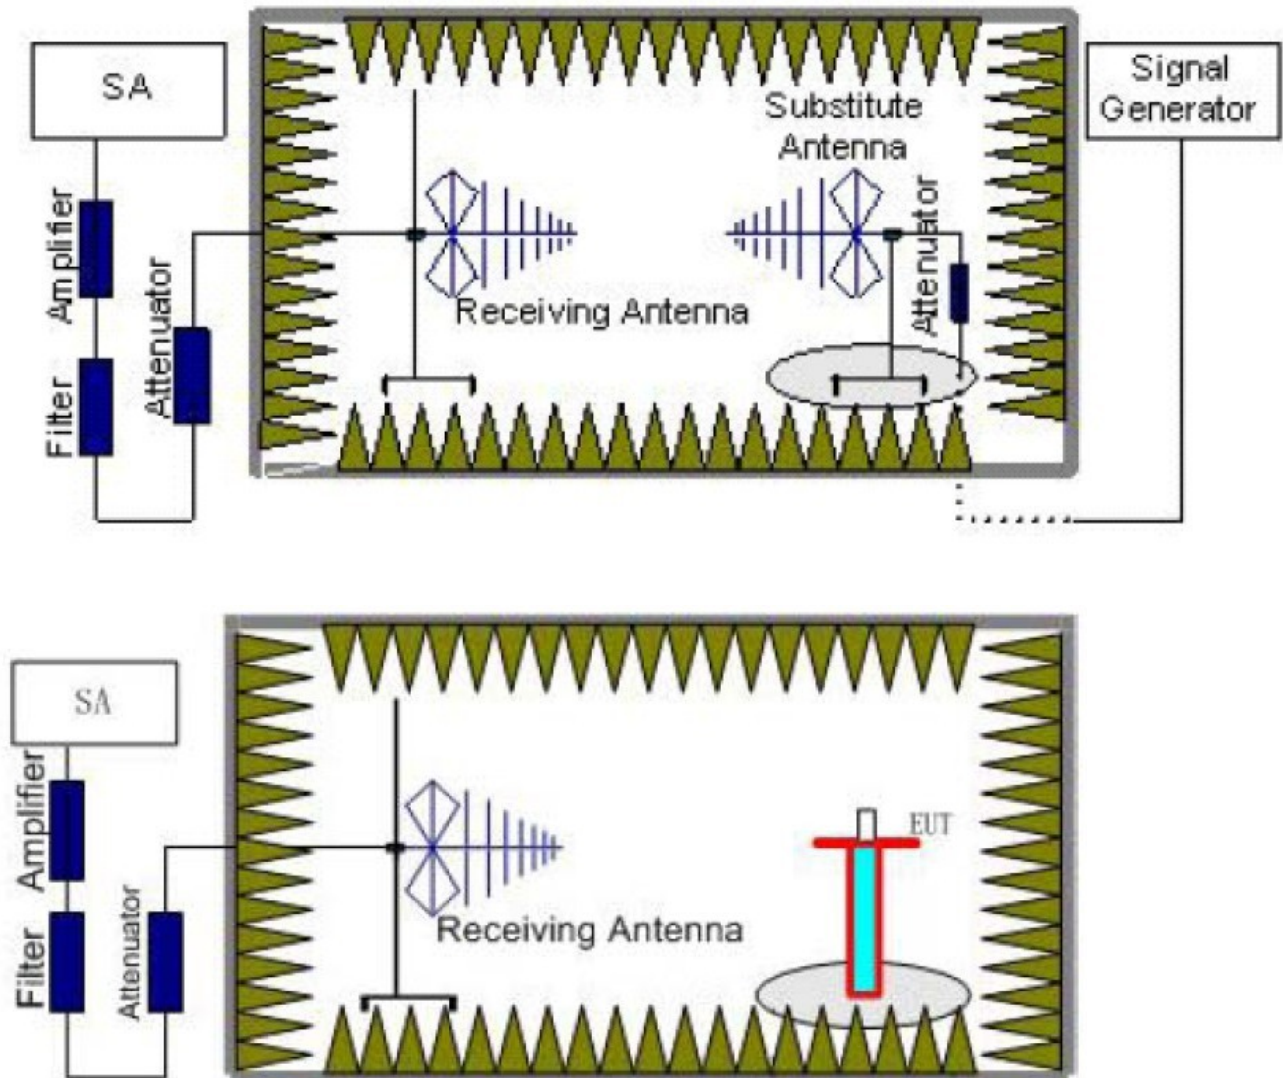 SA
Signal
Generator
Substitute
Antenna
Amplifier
Attenuator
Attenuator
Receiving Antenna
Filter
SA
Amplifier
EUT
Receiving Antenna
Filter
Attenuator